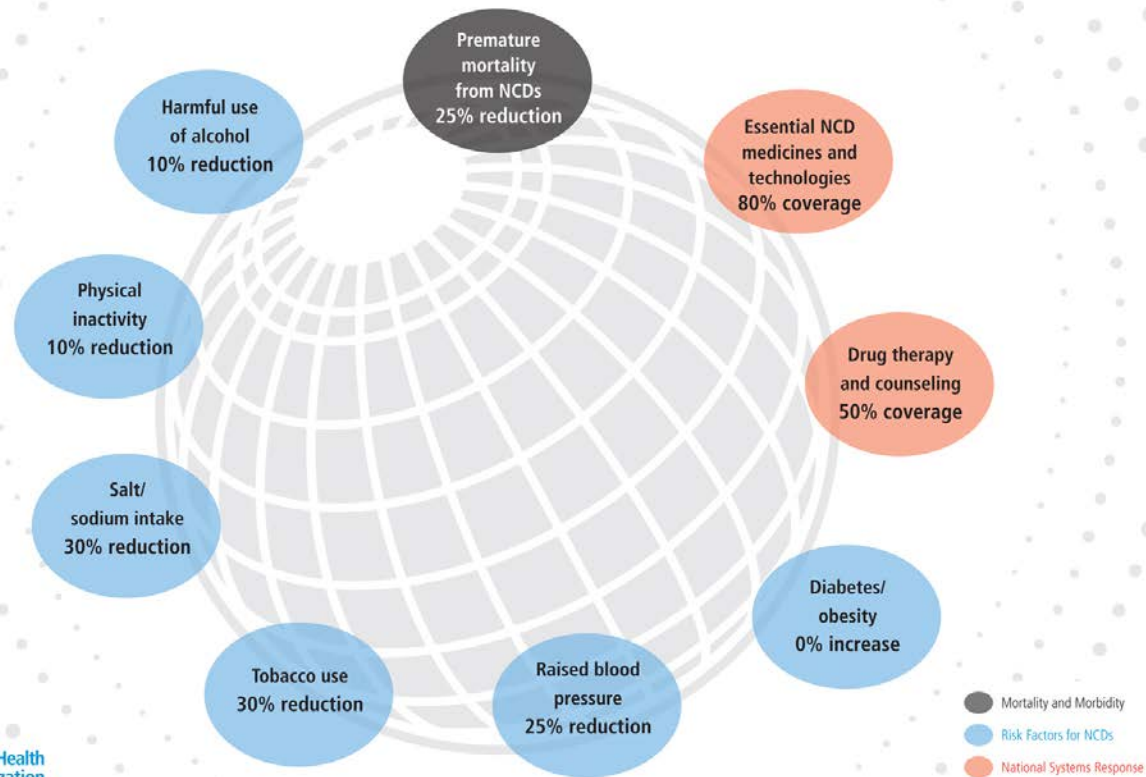 Premature
mortality
from NCDs
25% reduction
Harmful use
of alcohol
10% reduction
Essential NCD
medicines and
technologies
80% coverage
Physical
inactivity
10% reduction
Drug therapy
and counseling
50% coverage
Salt/
sodium intake
30% reduction
Diabetes/
obesity
0% increase
Tobacco use
30% reduction
Raised blood
pressure
25% reduction
Mortality and Morbidity
Risk Factors for NCDs
National Systems Response
Health